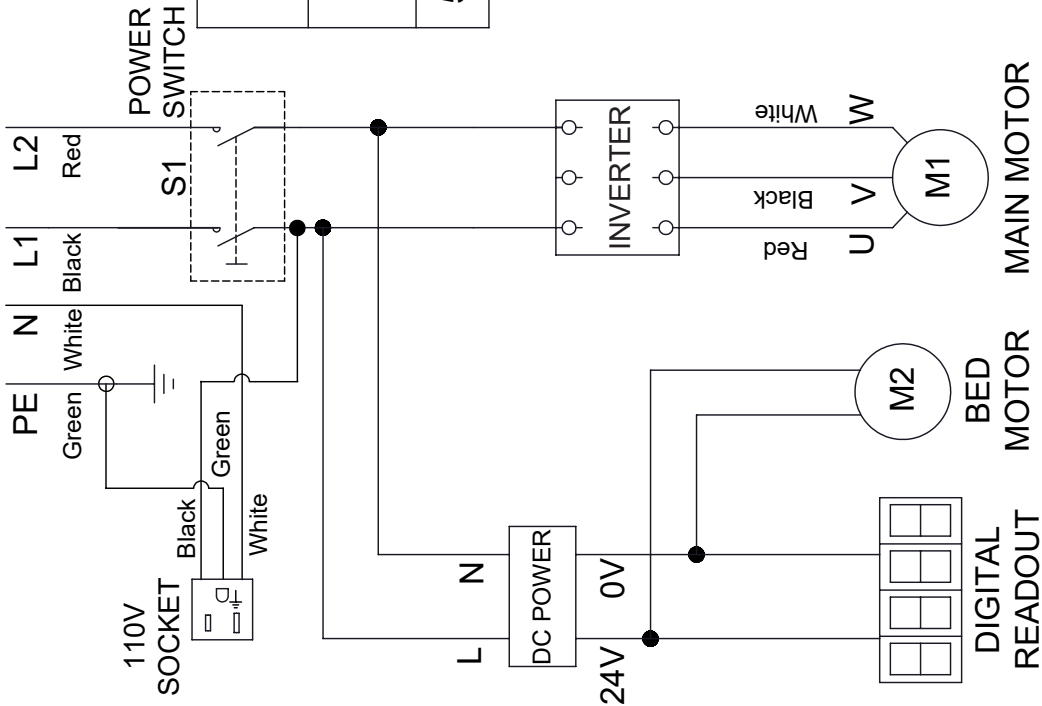 POWER
SWITCH
L2
Red
S1
L1
Black
N
White
PE
Green
Green
Black
White
110V
SOCKET
INVERTER
White
W
Black
V
Red
U
M1
MAIN MOTOR
M2
BED
MOTOR
N
L
DC POWER
0V
24V
DIGITAL
READOUT